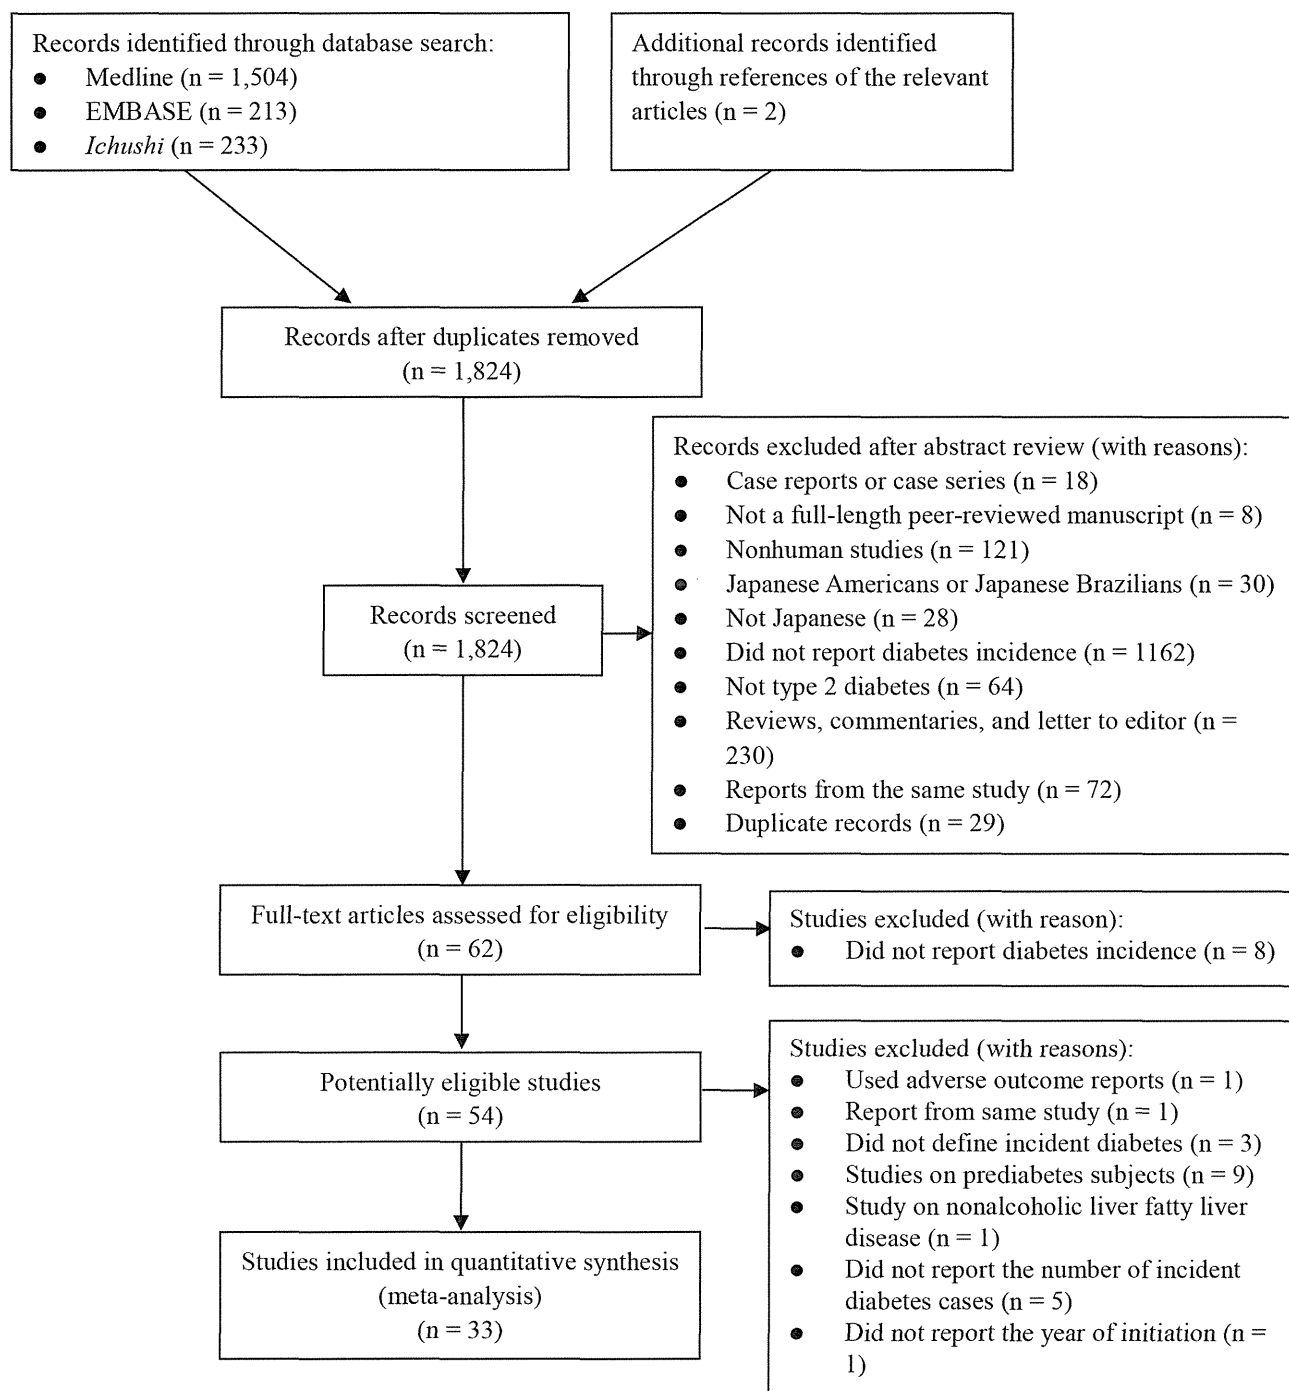 Records identified through database search:
● Medline (n = 1,504)
● EMBASE (n = 213)
● Ichushi (n = 233)
Additional records identified
through references of the relevant
articles (n = 2)
Records after duplicates removed
(n = 1,824)
Records excluded after abstract review (with reasons):
● Case reports or case series (n = 18)
● Not a full-length peer-reviewed manuscript (n = 8)
● Nonhuman studies (n = 121)
● Japanese Americans or Japanese Brazilians (n = 30)
● Not Japanese (n = 28)
● Did not report diabetes incidence (n = 1162)
● Not type 2 diabetes (n = 64)
● Reviews, commentaries, and letter to editor (n =
230)
● Reports from the same study (n = 72)
● Duplicate records (n = 29)
Records screened
(n = 1,824)
Full-text articles assessed for eligibility
(n = 62)
Studies excluded (with reason):
● Did not report diabetes incidence (n = 8)
Potentially eligible studies
(n = 54)
Studies excluded (with reasons):
● Used adverse outcome reports (n = 1)
● Report from same study (n = 1)
● Did not define incident diabetes (n = 3)
● Studies on prediabetes subjects (n = 9)
● Study on nonalcoholic liver fatty liver
disease (n = 1)
● Did not report the number of incident
diabetes cases (n = 5)
● Did not report the year of initiation (n =
1)
Studies included in quantitative synthesis
(meta-analysis)
(n = 33)